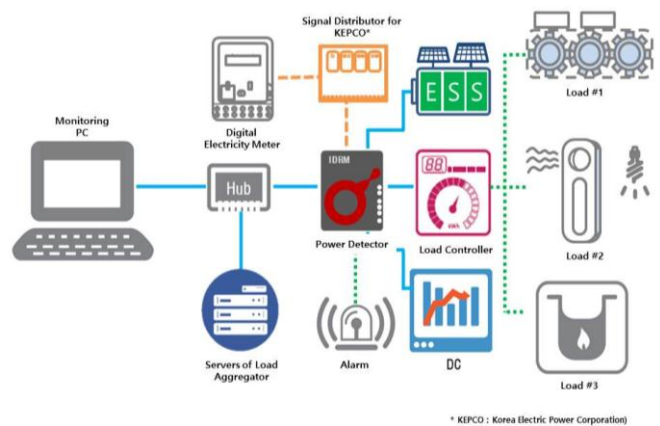 Signal Distributor for
KEPCO*
Monitoring
PC
Digital
Electricity Meter
ESS
Load #1
Hub
IDRM
Power Detector
88
Load Controller
Load #2
Servers of Load
Aggregator
Alarm
DC
Load #3
* KEPCO : Korea Electric Power Corporation)